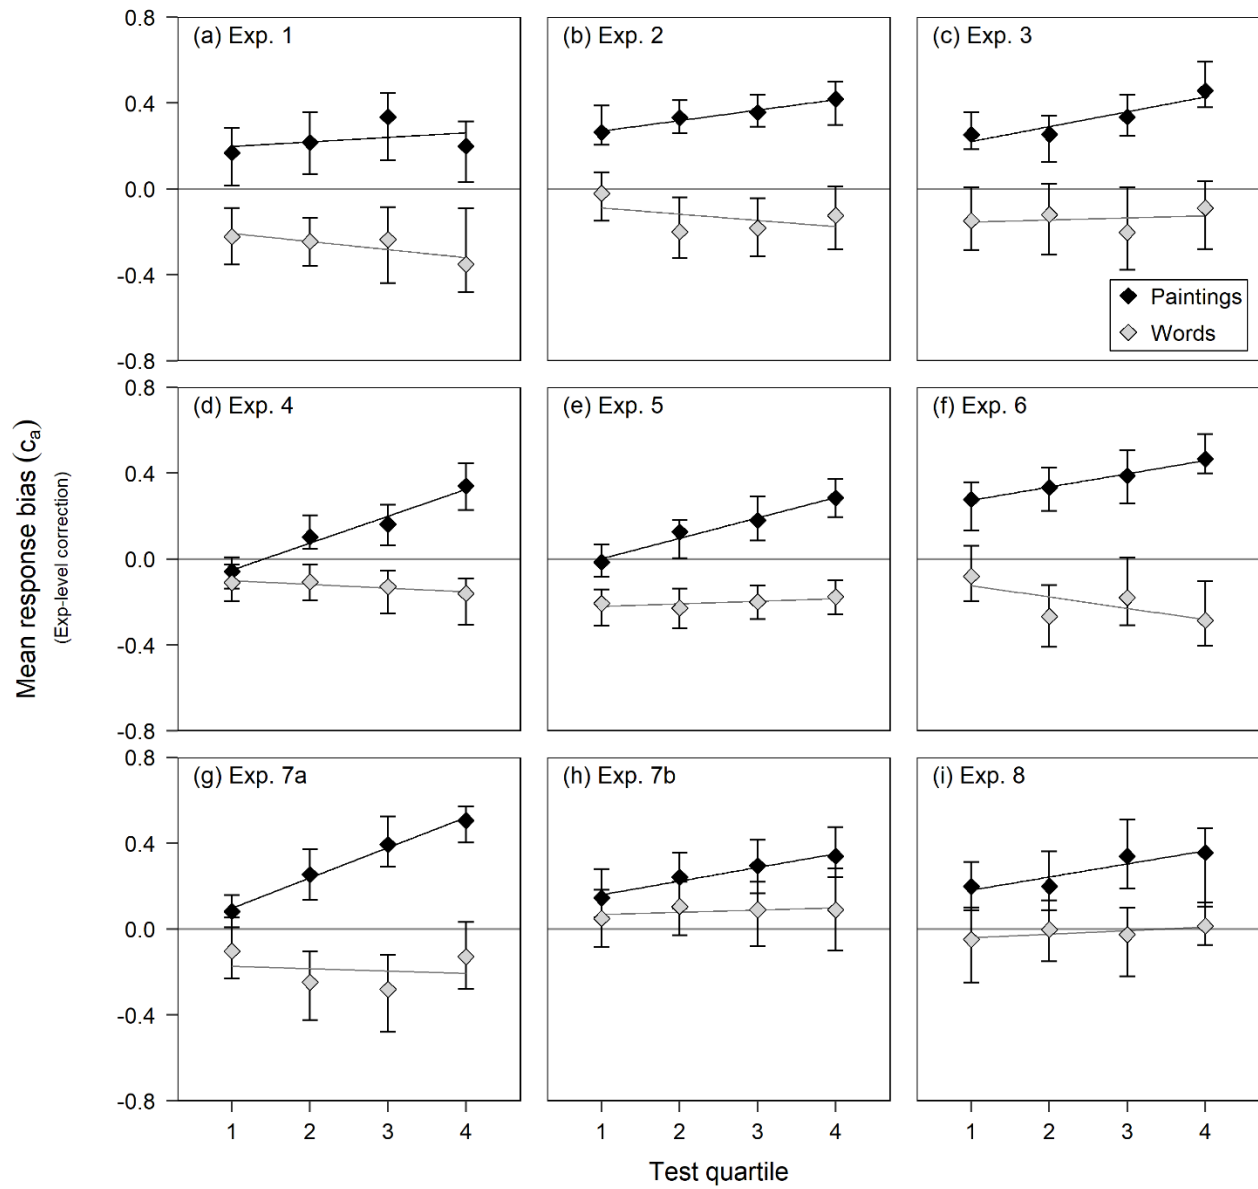 (a) Exp. 1
(b) Exp. 2
(c) Exp. 3
0.8
0.4
0.0
-0.4
-0.8
Paintings
Words
(d) Exp. 4
(e) Exp. 5
(f) Exp. 6
0.8
0.4
0.0
-0.4
-0.8
Mean response bias (ca)
(Exp-level correction)
(g) Exp. 7a
(h) Exp. 7b
(i) Exp. 8
0.8
0.4
0.0
-0.4
-0.8
1 2 3 4
1 2 3 4
1 2 3 4
Test quartile